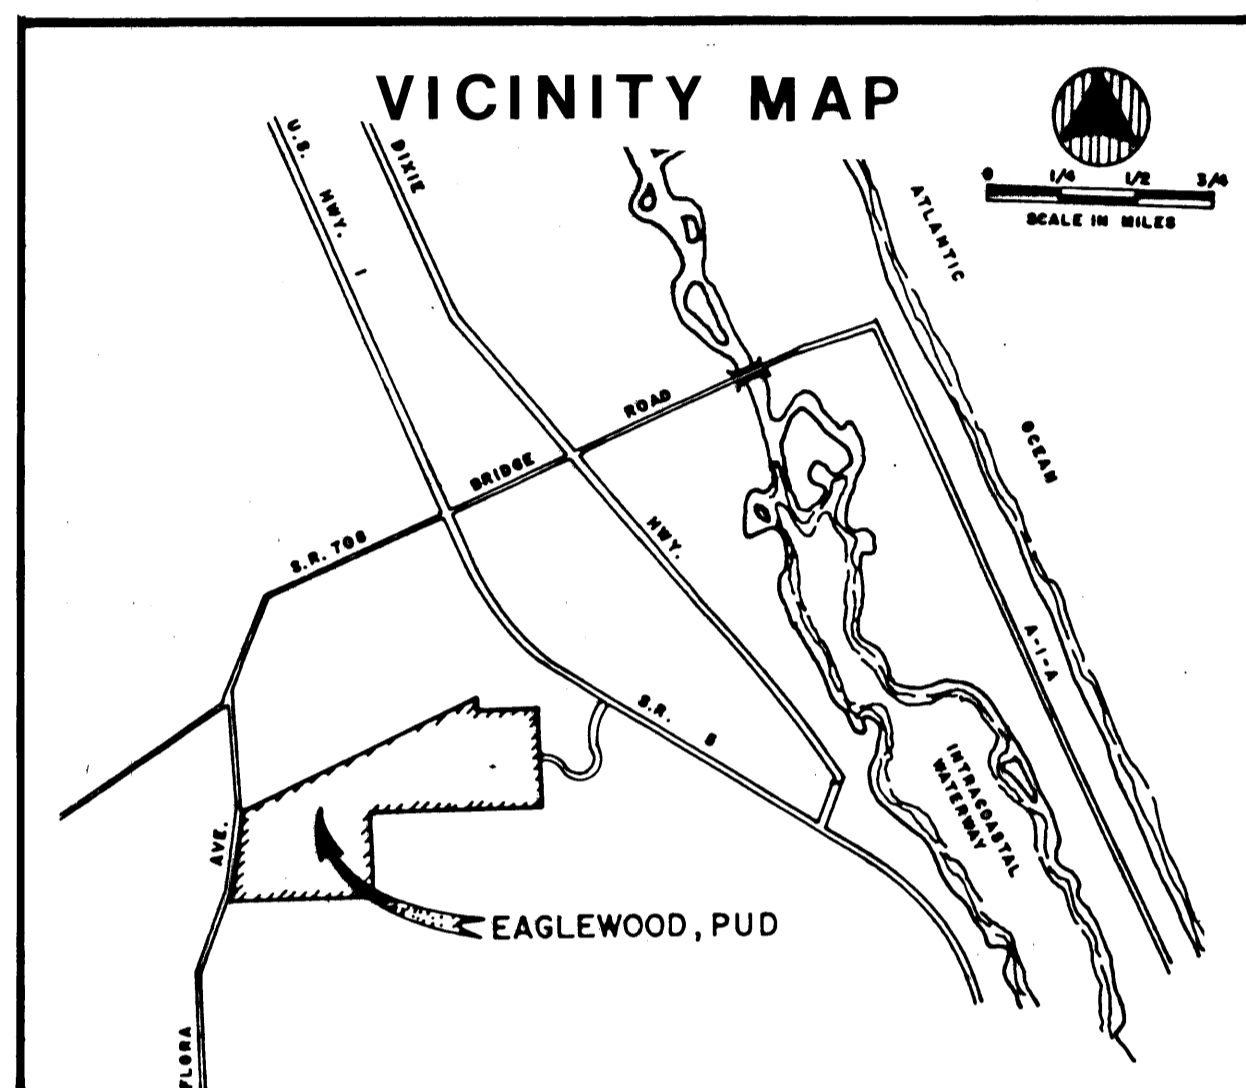 VICINITY MAP
0 1/4 1/2 3/4
SCALE IN MILES
U.S. HWY. 1
DIXIE
ATLANTIC
OCEAN
ROAD
BRIDGE
S.R. 708
HWY.
A-1-A
S.R. 5
INTRACOASTAL
WATERWAY
AVE.
EAGLEWOOD, PUD
FLORA